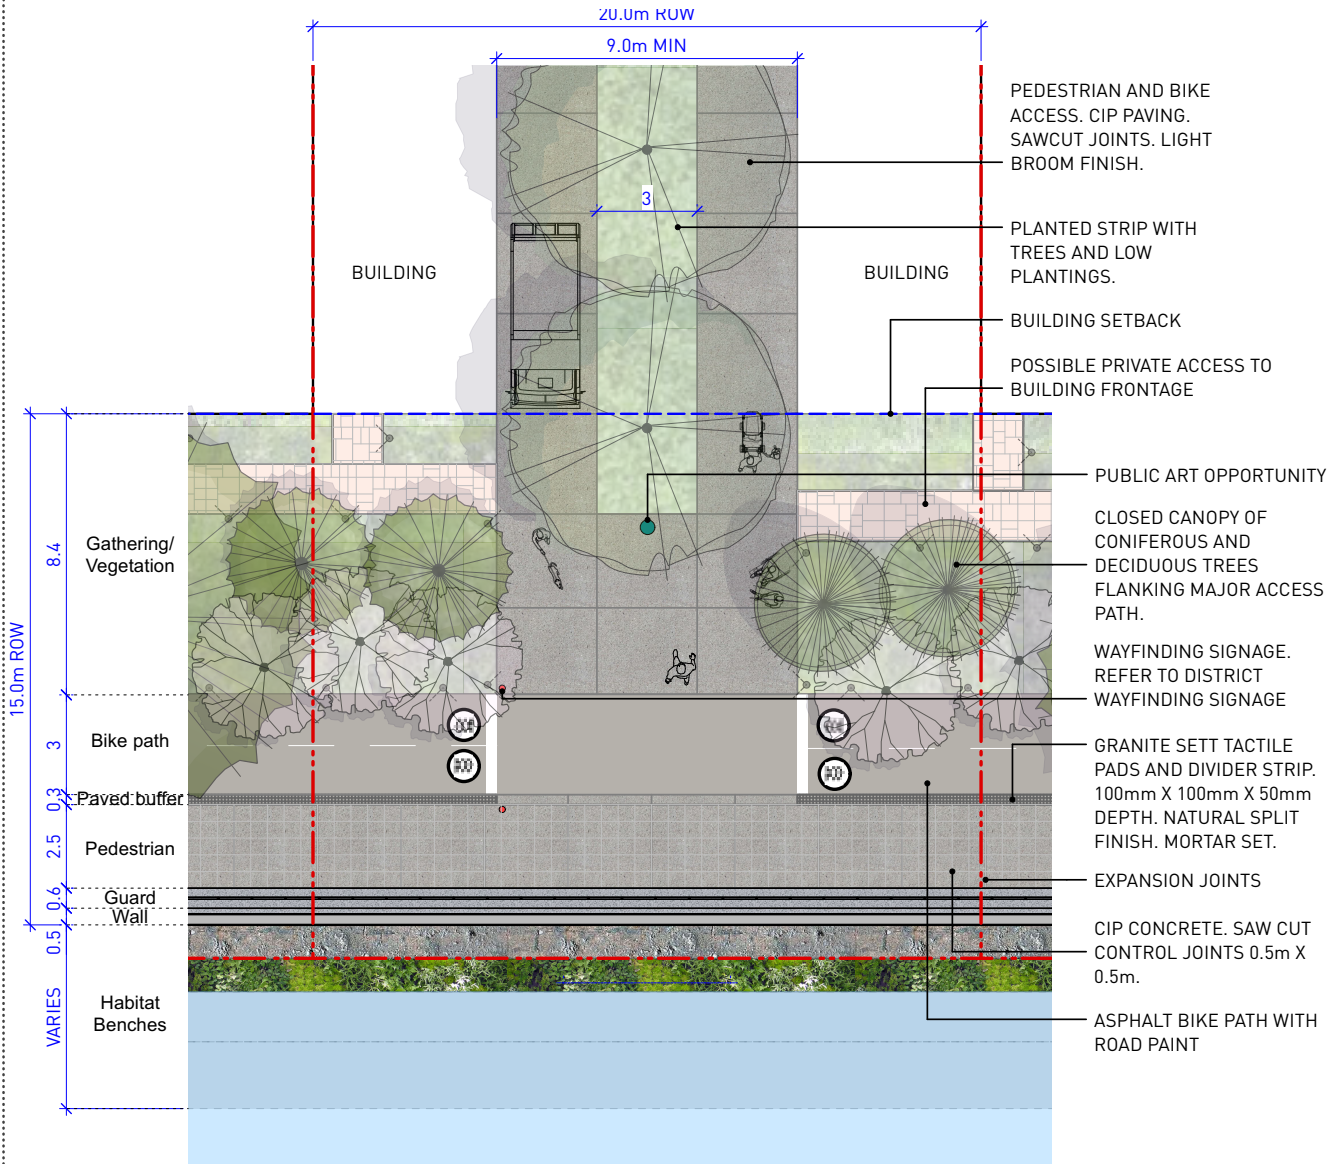 20.0m ROW
9.0m MIN
PEDESTRIAN AND BIKE
ACCESS. CIP PAVING.
SAWCUT JOINTS. LIGHT
BROOM FINISH.
3
PLANTED STRIP WITH
TREES AND LOW
PLANTINGS.
BUILDING
BUILDING
BUILDING SETBACK
POSSIBLE PRIVATE ACCESS TO
BUILDING FRONTAGE
PUBLIC ART OPPORTUNITY
CLOSED CANOPY OF
CONIFEROUS AND
DECIDUOUS TREES
FLANKING MAJOR ACCESS
PATH.
WAYFINDING SIGNAGE.
REFER TO DISTRICT
WAYFINDING SIGNAGE
GRANITE SETT TACTILE
PADS AND DIVIDER STRIP.
100mm X 100mm X 50mm
DEPTH. NATURAL SPLIT
FINISH. MORTAR SET.
EXPANSION JOINTS
CIP CONCRETE. SAW CUT
CONTROL JOINTS 0.5m X
0.5m.
ASPHALT BIKE PATH WITH
ROAD PAINT
15.0m ROW
8.4
Gathering/
Vegetation
3
Bike path
0.3
Paved buffer
2.5
Pedestrian
0.6
Guard
Wall
0.5
VARIES
Habitat
Benches